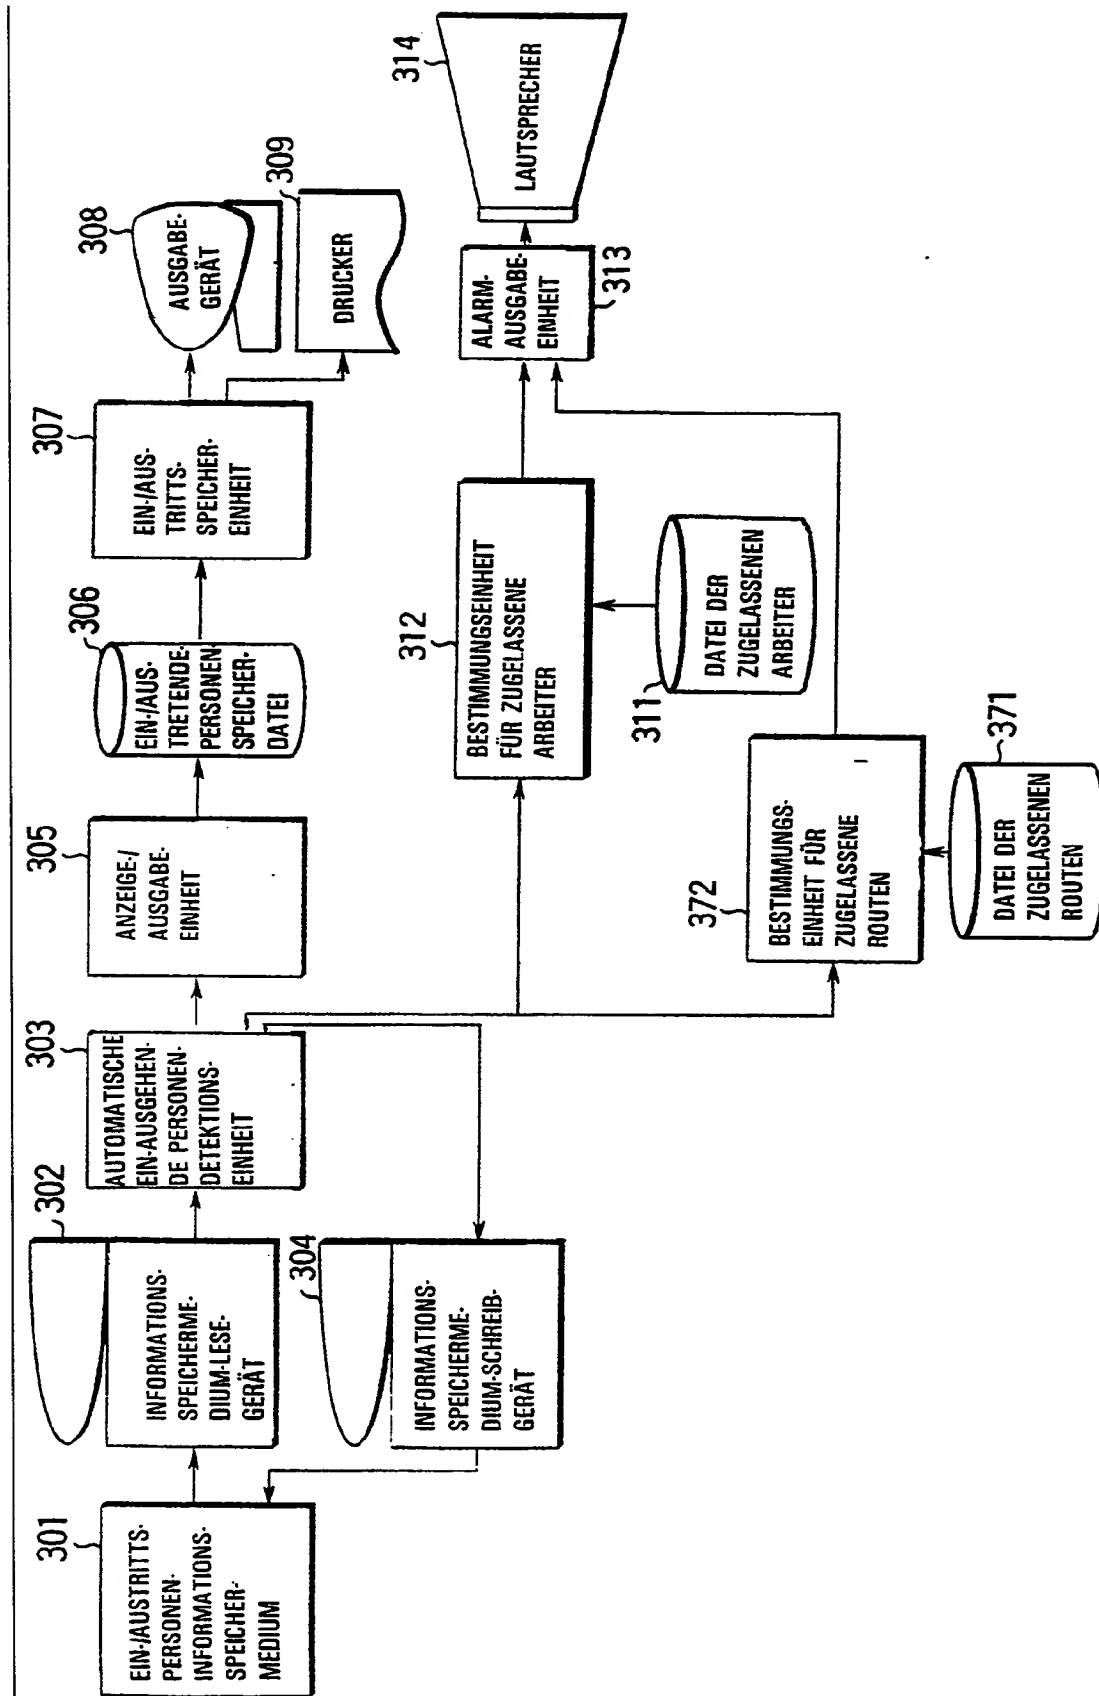 301
EIN-/AUSTRITTS-
PERSONEN-
INFORMATIONS-
SPEICHER-
MEDIUM
302
INFORMATIONS-
SPEICHERME-
DIUM-LESE-
GERÄT
304
INFORMATIONS-
SPEICHERME-
DIUM-SCHREIB-
GERÄT
303
AUTOMATISCHE
EIN-AUSGEHEN-
DE PERSONEN-
DETEKTIONS-
EINHEIT
305
ANZEIGE-/
AUSGABE-
EINHEIT
306
EIN-/AUS-
TRETENDE-
PERSONEN-
SPEICHER-
DATEI
307
EIN-/AUS-
TRITTS-
SPEICHER-
EINHEIT
308
AUSGABE-
GERÄT
309
DRUCKER
312
BESTIMMUNGSEINHEIT
FÜR ZUGELASSENE
ARBEITER
311
DATEI DER
ZUGELASSENEN
ARBEITER
372
BESTIMMUNGS-
EINHEIT FÜR
ZUGELASSENE
ROUTEN
371
DATEI DER
ZUGELASSENEN
ROUTEN
ALARM-
AUSGABE-
EINHEIT
313
314
LAUTSPRECHER